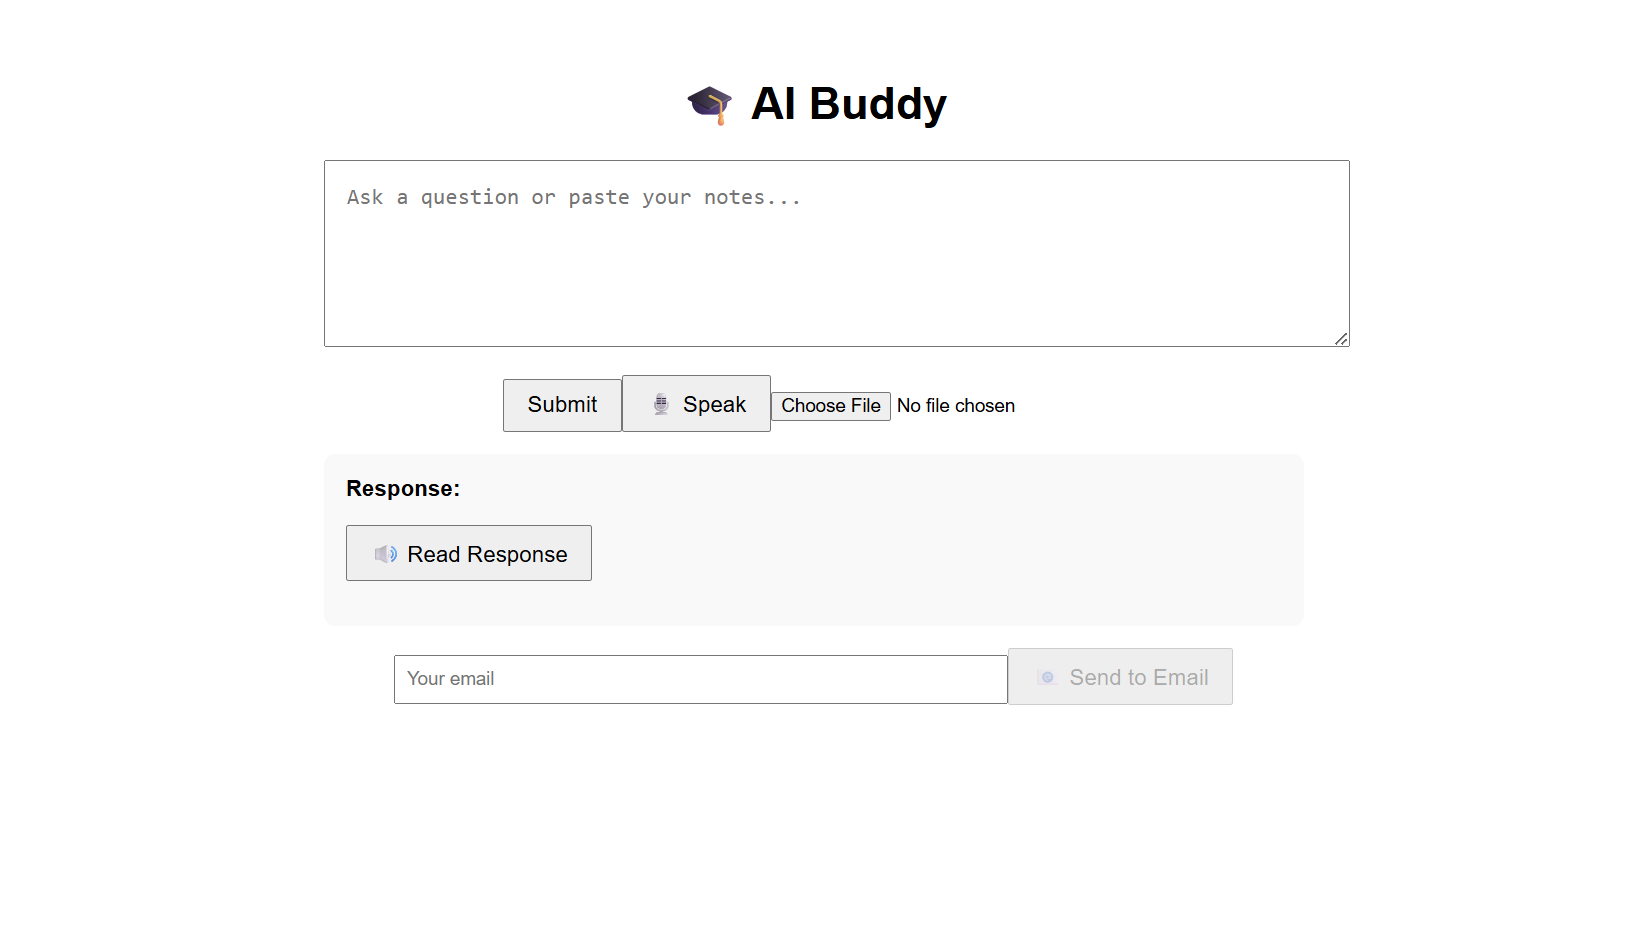 🎓 AI Buddy
Ask a question or paste your notes...
Submit 🎙️ Speak Choose File No file chosen
Response:
🔊 Read Response
Your email 📧 Send to Email